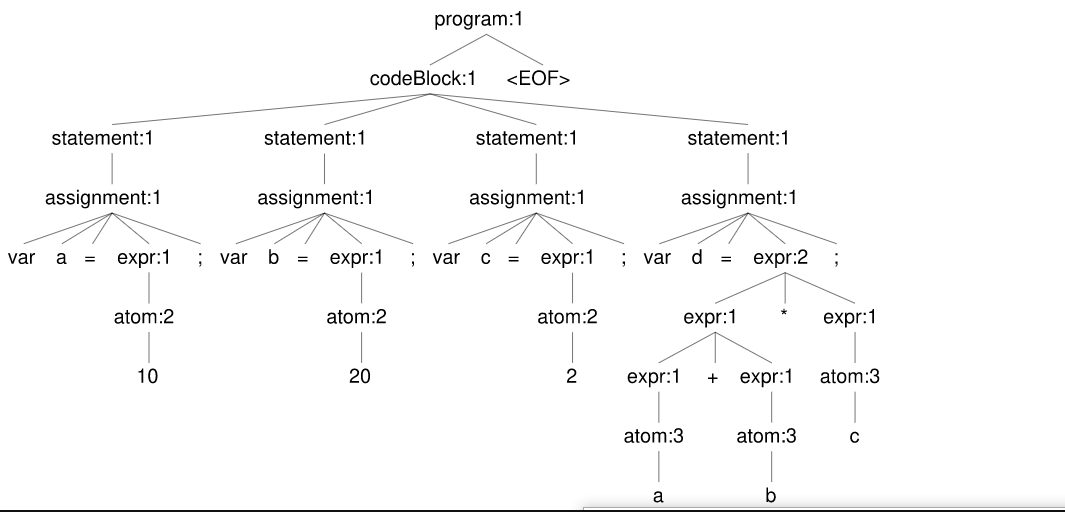 program:1
codeBlock:1 <EOF>
statement:1 statement:1 statement:1 statement:1
assignment:1 assignment:1 assignment:1 assignment:1
var a = expr:1 ; var b = expr:1 ; var c = expr:1 ; var d = expr:2 ;
atom:2 atom:2 atom:2 expr:1 * expr:1
10 20 2 expr:1 + expr:1 atom:3
atom:3 atom:3 c
a b